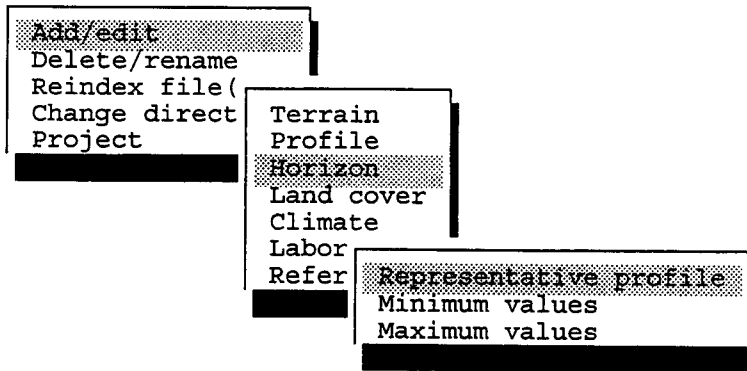 Add/edit
Delete/rename
Reindex file(
Change direct
Project
Terrain
Profile
Horizon
Land cover
Climate
Labor
Refer
Representative profile
Minimum values
Maximum values